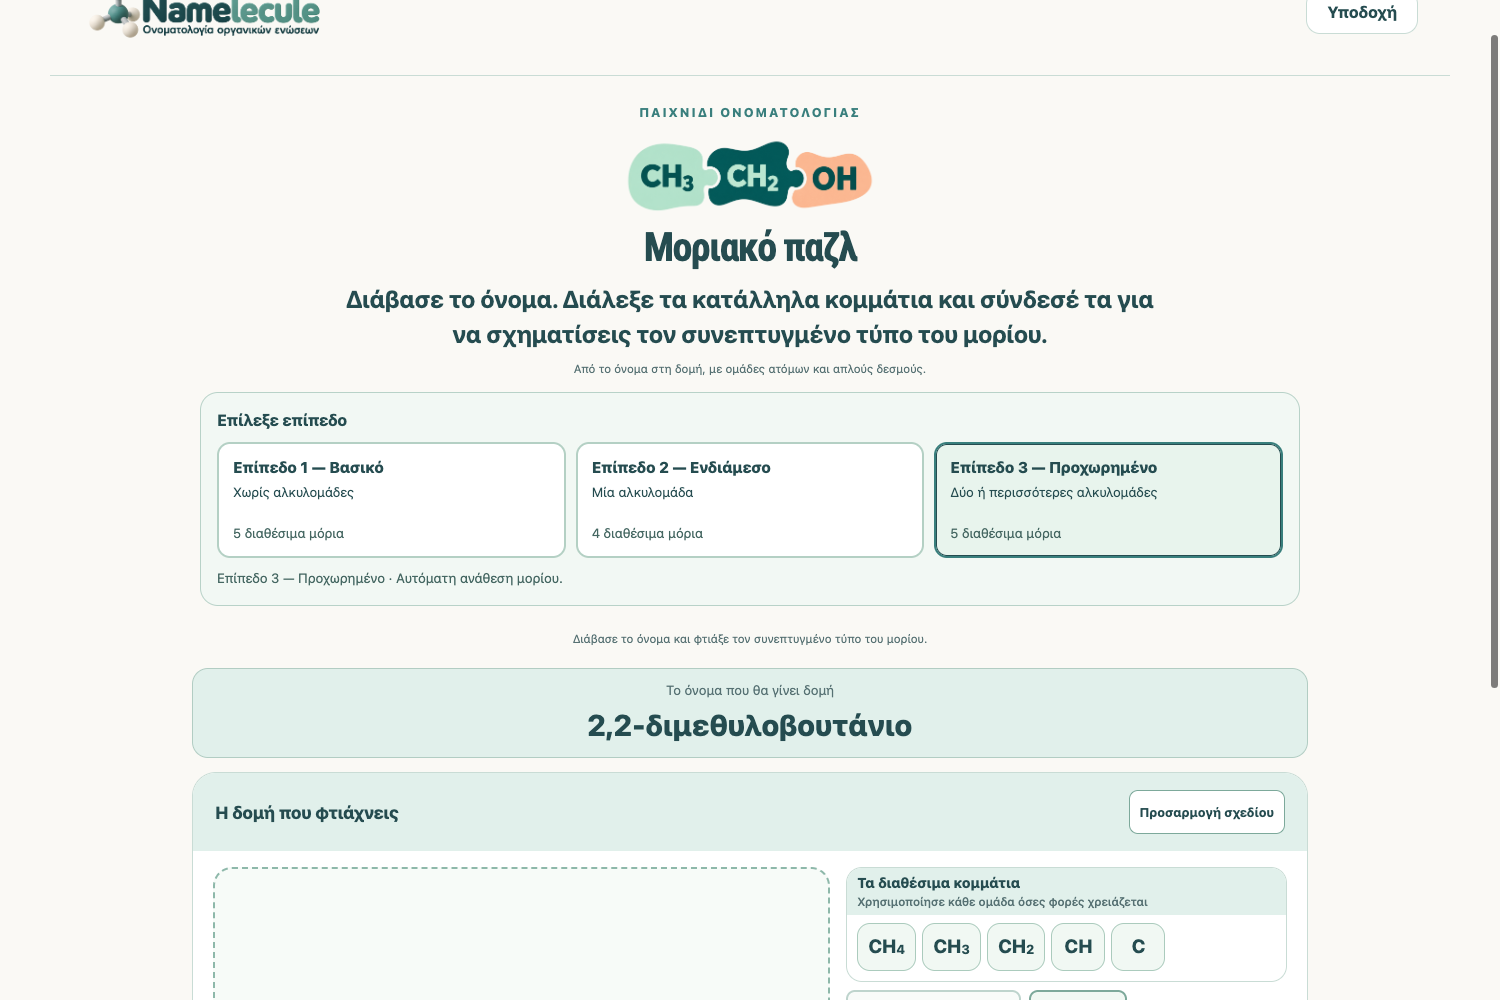 Namelecule
Ονοματολογία οργανικών ενώσεων
Υποδοχή
ΠΑΙΧΝΙΔΙ ΟΝΟΜΑΤΟΛΟΓΙΑΣ
CH₃ CH₂ OH
Μοριακό παζλ
Διάβασε το όνομα. Διάλεξε τα κατάλληλα κομμάτια και σύνδεσέ τα για
να σχηματίσεις τον συνεπτυγμένο τύπο του μορίου.
Από το όνομα στη δομή, με ομάδες ατόμων και απλούς δεσμούς.
Επίλεξε επίπεδο
Επίπεδο 1 — Βασικό
Χωρίς αλκυλομάδες
5 διαθέσιμα μόρια
Επίπεδο 2 — Ενδιάμεσο
Μία αλκυλομάδα
4 διαθέσιμα μόρια
Επίπεδο 3 — Προχωρημένο
Δύο ή περισσότερες αλκυλομάδες
5 διαθέσιμα μόρια
Επίπεδο 3 — Προχωρημένο · Αυτόματη ανάθεση μορίου.
Διάβασε το όνομα και φτιάξε τον συνεπτυγμένο τύπο του μορίου.
Το όνομα που θα γίνει δομή
2,2-διμεθυλοβουτάνιο
Η δομή που φτιάχνεις
Προσαρμογή σχεδίου
Τα διαθέσιμα κομμάτια
Χρησιμοποίησε κάθε ομάδα όσες φορές χρειάζεται
CH₄ CH₃ CH₂ CH C